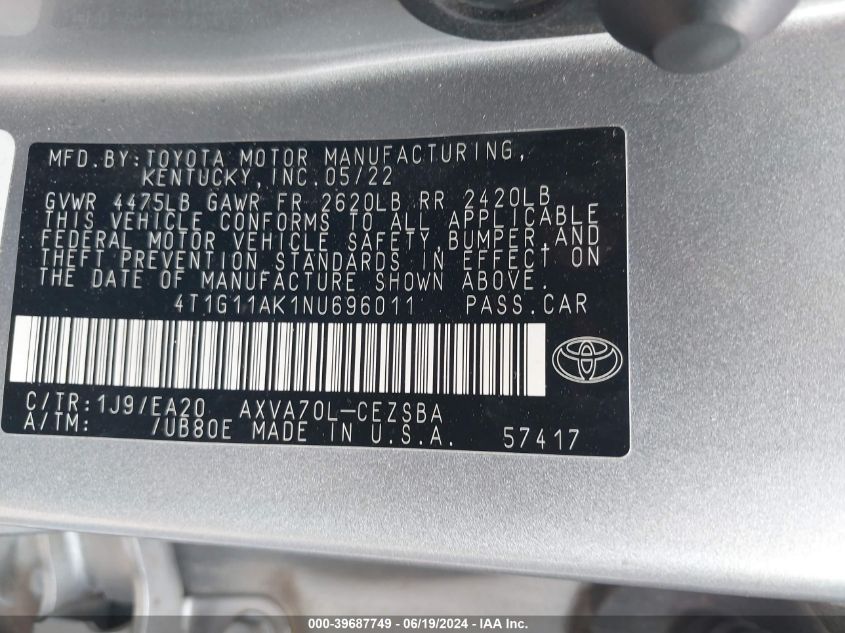 MFD.BY:TOYOTA MOTOR MANUFACTURING,
KENTUCKY, INC.05/22
GVWR 4475LB GAWR FR 2620LB RR 2420LB
THIS VEHICLE CONFORMS TO ALL APPLICABLE
FEDERAL MOTOR VEHICLE SAFETY,BUMPER,AND
THEFT PREVENTION STANDARDS IN EFFECT ON
THE DATE OF MANUFACTURE SHOWN ABOVE.
4T1G11AK1NU696011 PASS.CAR
C/TR:1J9/EA20 AXVA70L-CEZSBA
A/TM: /UB80E MADE IN U.S.A. 57417
000-39687749 - 06/19/2024 - IAA, Inc.